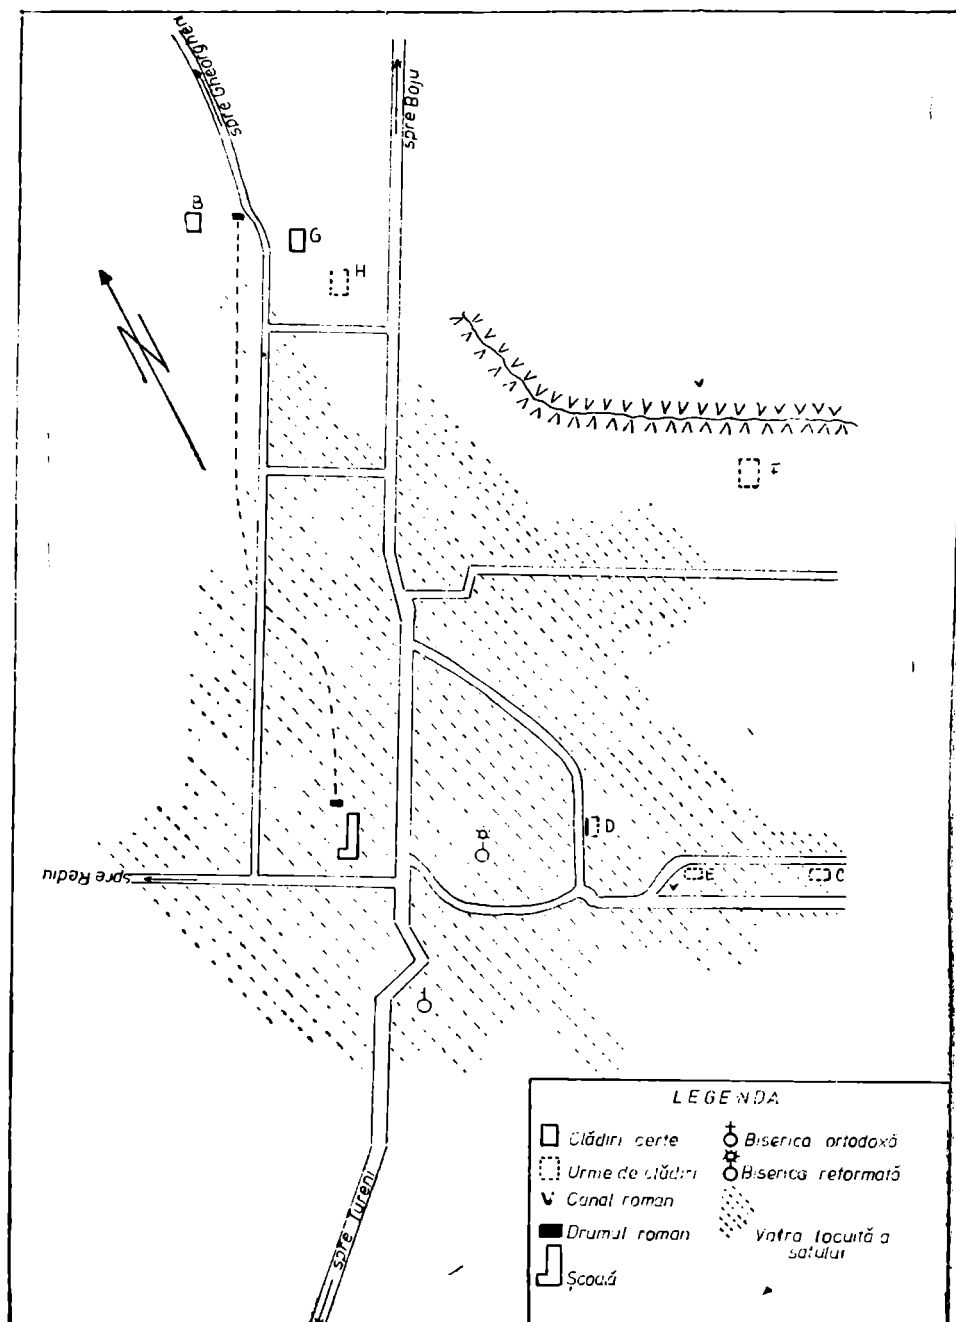 spre Gheorgheni
spre Boju
B
G
H
F
D
E
C
spre Rediu
spre Tureni
LEGENDA
Clădiri certe
Biserica ortodoxă
Urme de clădiri
Biserica reformată
Canal roman
Drumul roman
Vatra locuită a
satului
Școală